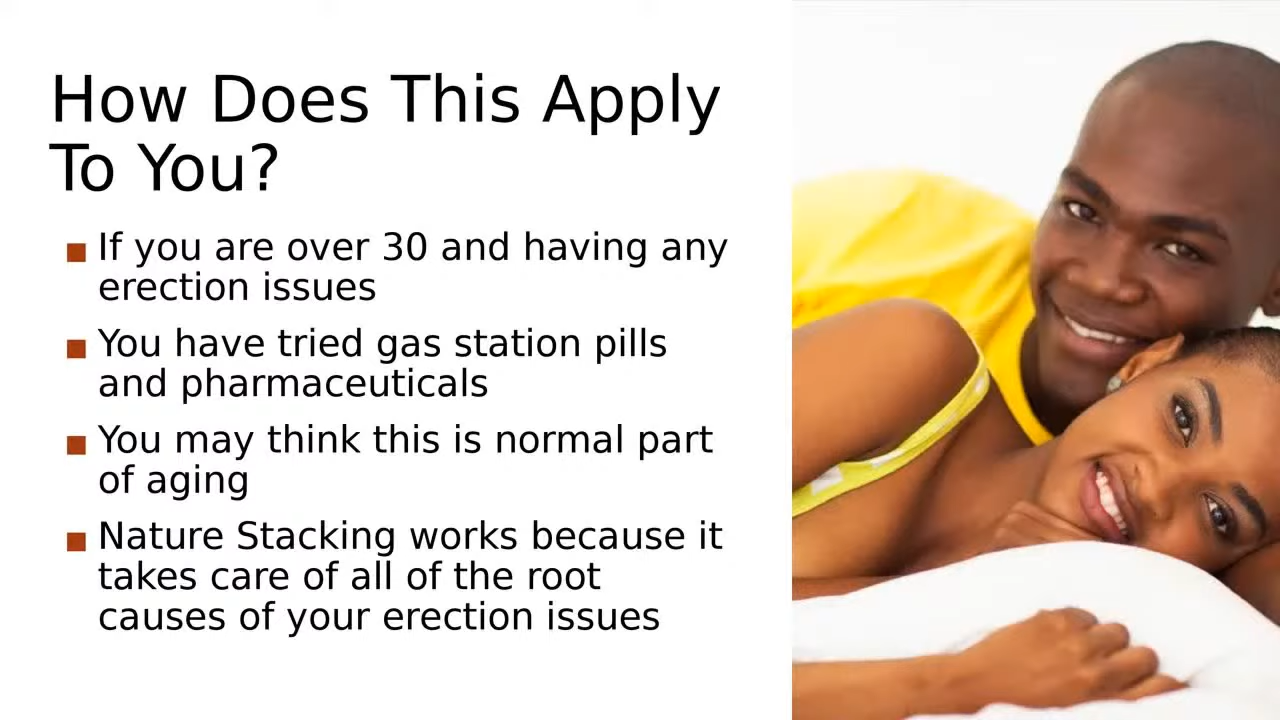 How Does This Apply
To You?
If you are over 30 and having any
erection issues
You have tried gas station pills
and pharmaceuticals
You may think this is normal part
of aging
Nature Stacking works because it
takes care of all of the root
causes of your erection issues